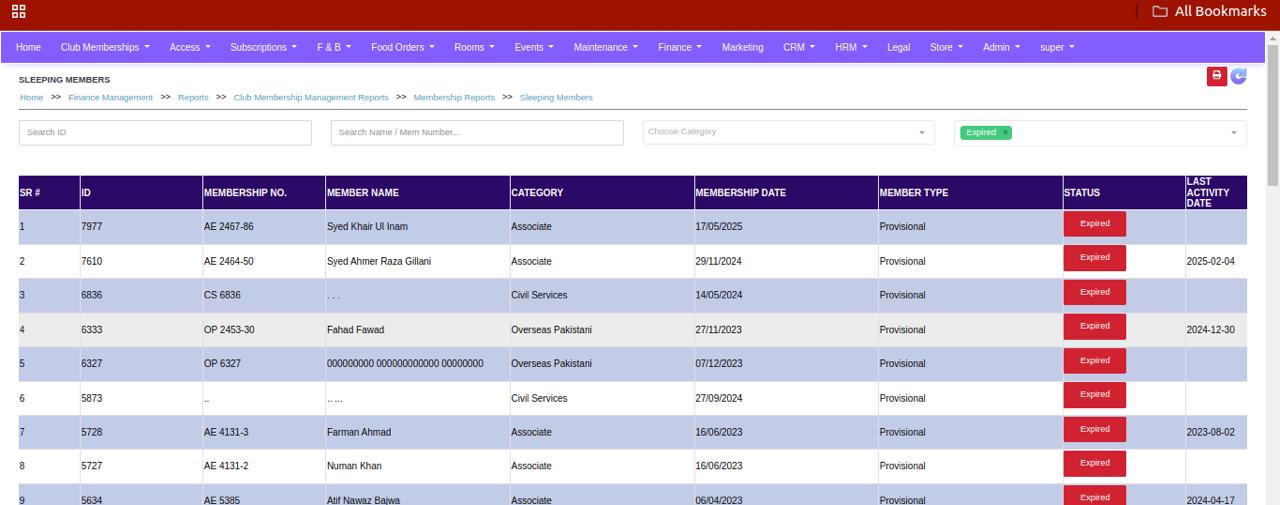 All Bookmarks
Home Club Memberships Access Subscriptions F & B Food Orders Rooms Events Maintenance Finance Marketing CRM HRM Legal Store Admin super
SLEEPING MEMBERS
Home >> Finance Management >> Reports >> Club Membership Management Reports >> Membership Reports >> Sleeping Members
Search ID Search Name / Mem Number... Choose Category Expired ×
SR # ID MEMBERSHIP NO. MEMBER NAME CATEGORY MEMBERSHIP DATE MEMBER TYPE STATUS LAST ACTIVITY DATE
1 7977 AE 2467-86 Syed Khair Ul Inam Associate 17/05/2025 Provisional Expired
2 7610 AE 2464-50 Syed Ahmer Raza Gillani Associate 29/11/2024 Provisional Expired 2025-02-04
3 6836 CS 6836 . . . Civil Services 14/05/2024 Provisional Expired
4 6333 OP 2453-30 Fahad Fawad Overseas Pakistani 27/11/2023 Provisional Expired 2024-12-30
5 6327 OP 6327 000000000 000000000000 00000000 Overseas Pakistani 07/12/2023 Provisional Expired
6 5873 .. .. ... Civil Services 27/09/2024 Provisional Expired
7 5728 AE 4131-3 Farman Ahmad Associate 16/06/2023 Provisional Expired 2023-08-02
8 5727 AE 4131-2 Numan Khan Associate 16/06/2023 Provisional Expired
9 5634 AE 5385 Atif Nawaz Bajwa Associate 06/04/2023 Provisional Expired 2024-04-17